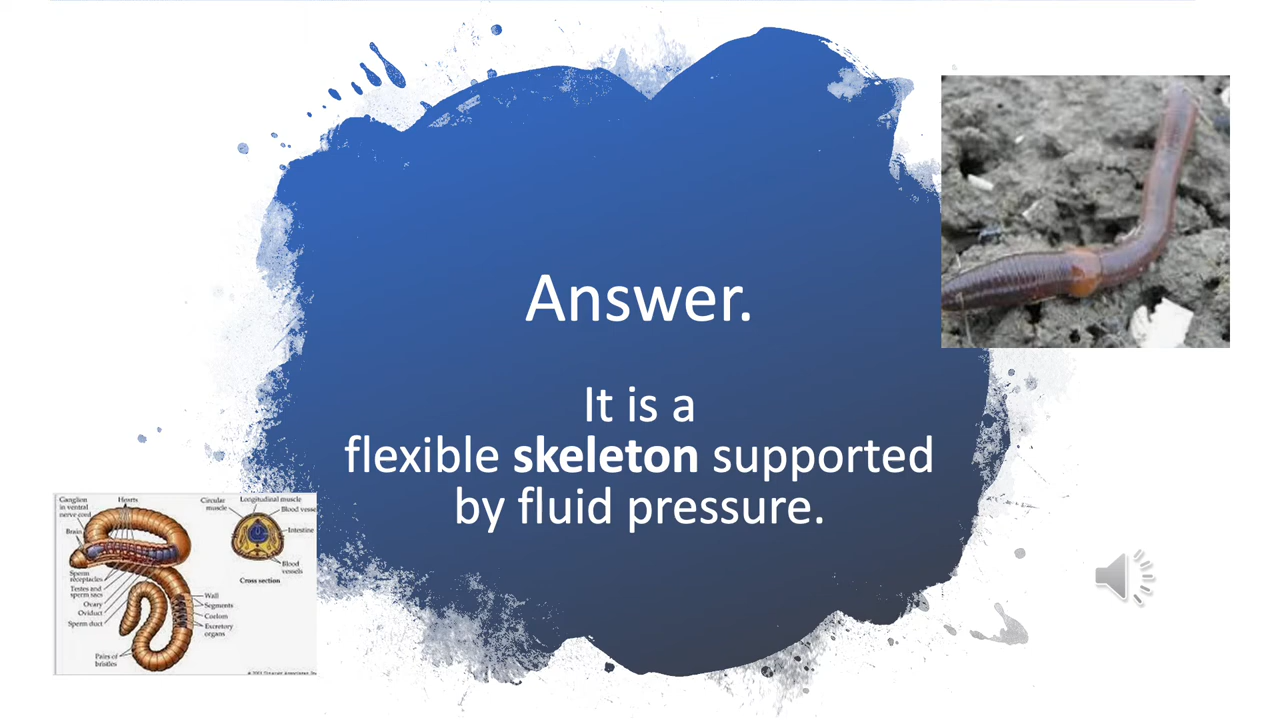 Answer.
It is a
flexible skeleton supported
by fluid pressure.
Ganglion
in ventral
nerve cord
Hearts
Brain
Sperm
receptacles
Testes and
sperm sacs
Ovary
Oviduct
Sperm duct
Pairs of
bristles
Circular
muscle
Longitudinal muscle
Blood vesse
Intestine
Blood
vessels
Cross section
Wall
Segments
Coelom
Excretory
organs